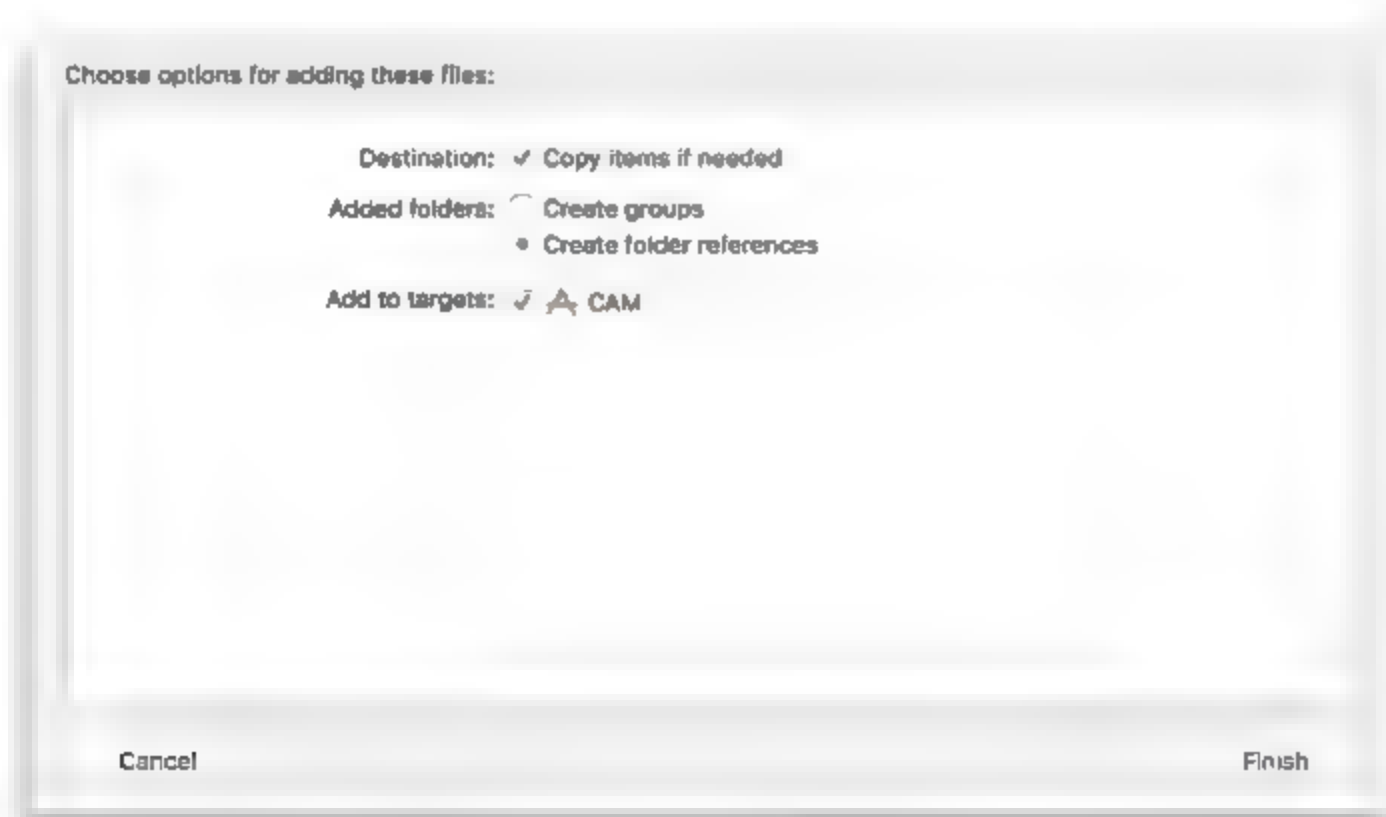 Choose options for adding these files:
Destination: Copy items if needed
Added folders: Create groups
Create folder references
Add to targets: CAM
Cancel
Finish